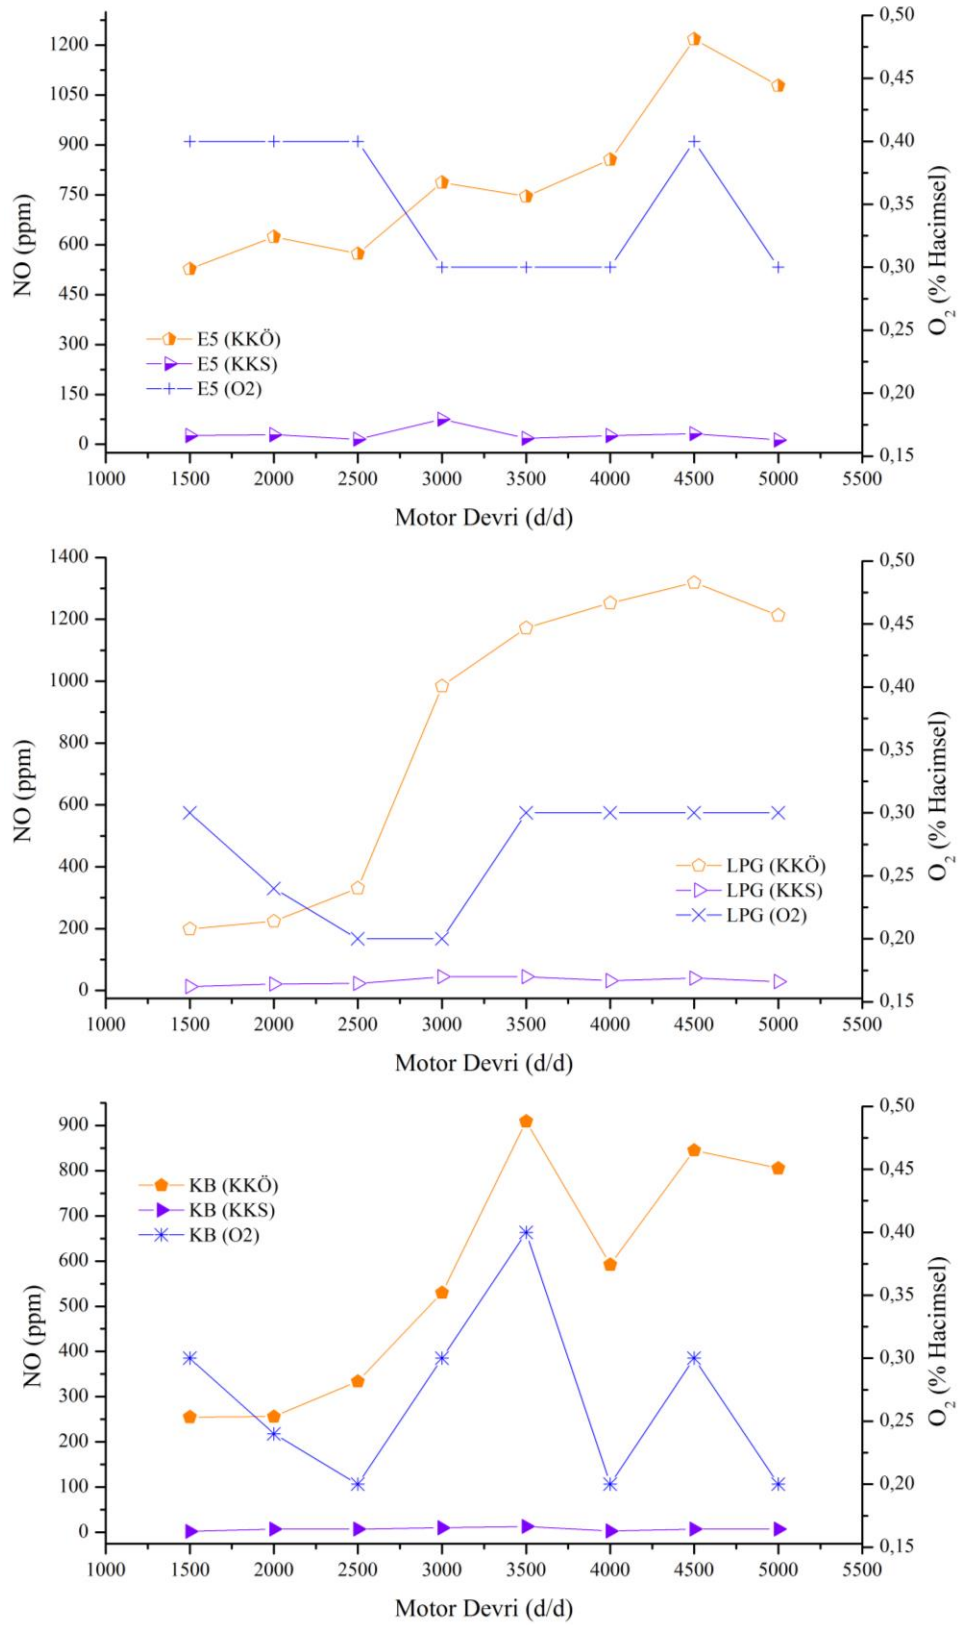 1200
1050
900
750
600
450
300
150
0
NO (ppm)
0,50
0,45
0,40
0,35
0,30
0,25
0,20
0,15
O2 (% Hacimsel)
E5 (KKÖ)
E5 (KKS)
E5 (O2)
1000 1500 2000 2500 3000 3500 4000 4500 5000 5500
Motor Devri (d/d)
1400
1200
1000
800
600
400
200
0
NO (ppm)
0,50
0,45
0,40
0,35
0,30
0,25
0,20
0,15
O2 (% Hacimsel)
LPG (KKÖ)
LPG (KKS)
LPG (O2)
1000 1500 2000 2500 3000 3500 4000 4500 5000 5500
Motor Devri (d/d)
900
800
700
600
500
400
300
200
100
0
NO (ppm)
0,50
0,45
0,40
0,35
0,30
0,25
0,20
0,15
O2 (% Hacimsel)
KB (KKÖ)
KB (KKS)
KB (O2)
1000 1500 2000 2500 3000 3500 4000 4500 5000 5500
Motor Devri (d/d)